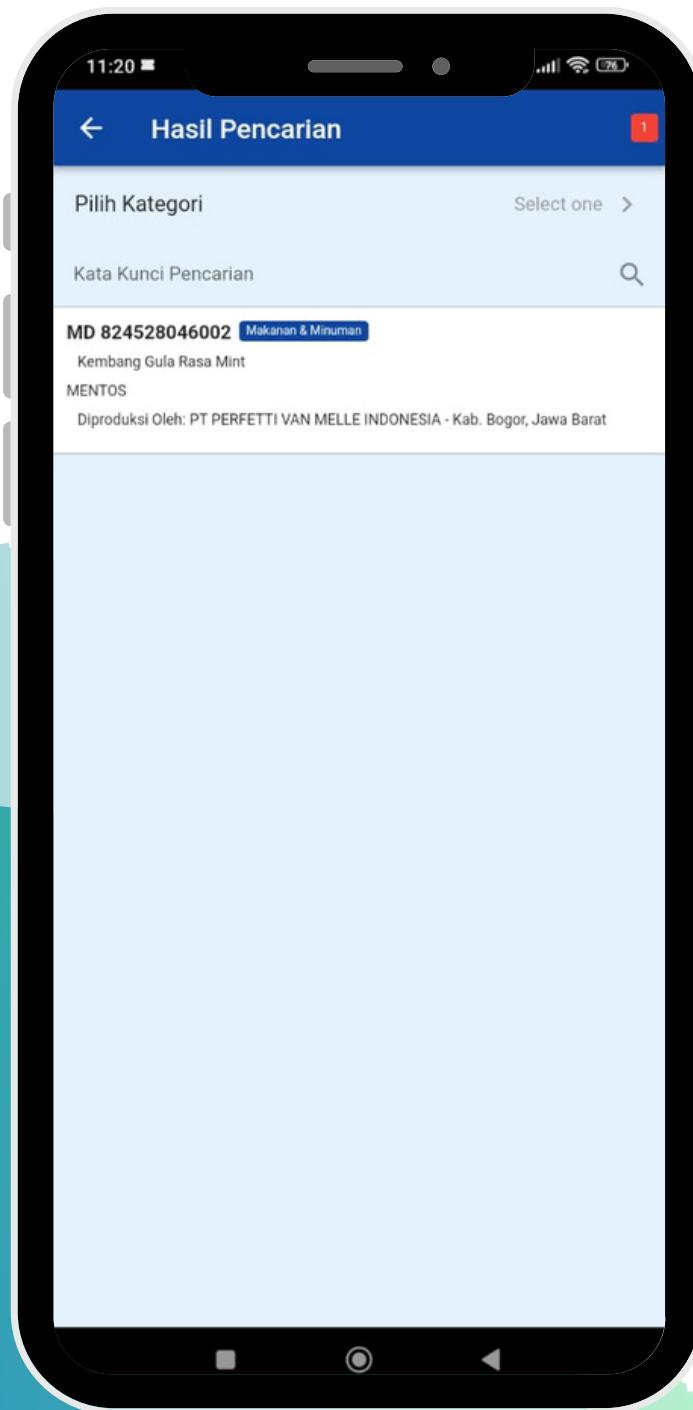 11:20
76
Hasil Pencarian
1
Pilih Kategori
Select one
Kata Kunci Pencarian
MD 824528046002 Makanan & Minuman
Kembang Gula Rasa Mint
MENTOS
Diproduksi Oleh: PT PERFETTI VAN MELLE INDONESIA - Kab. Bogor, Jawa Barat